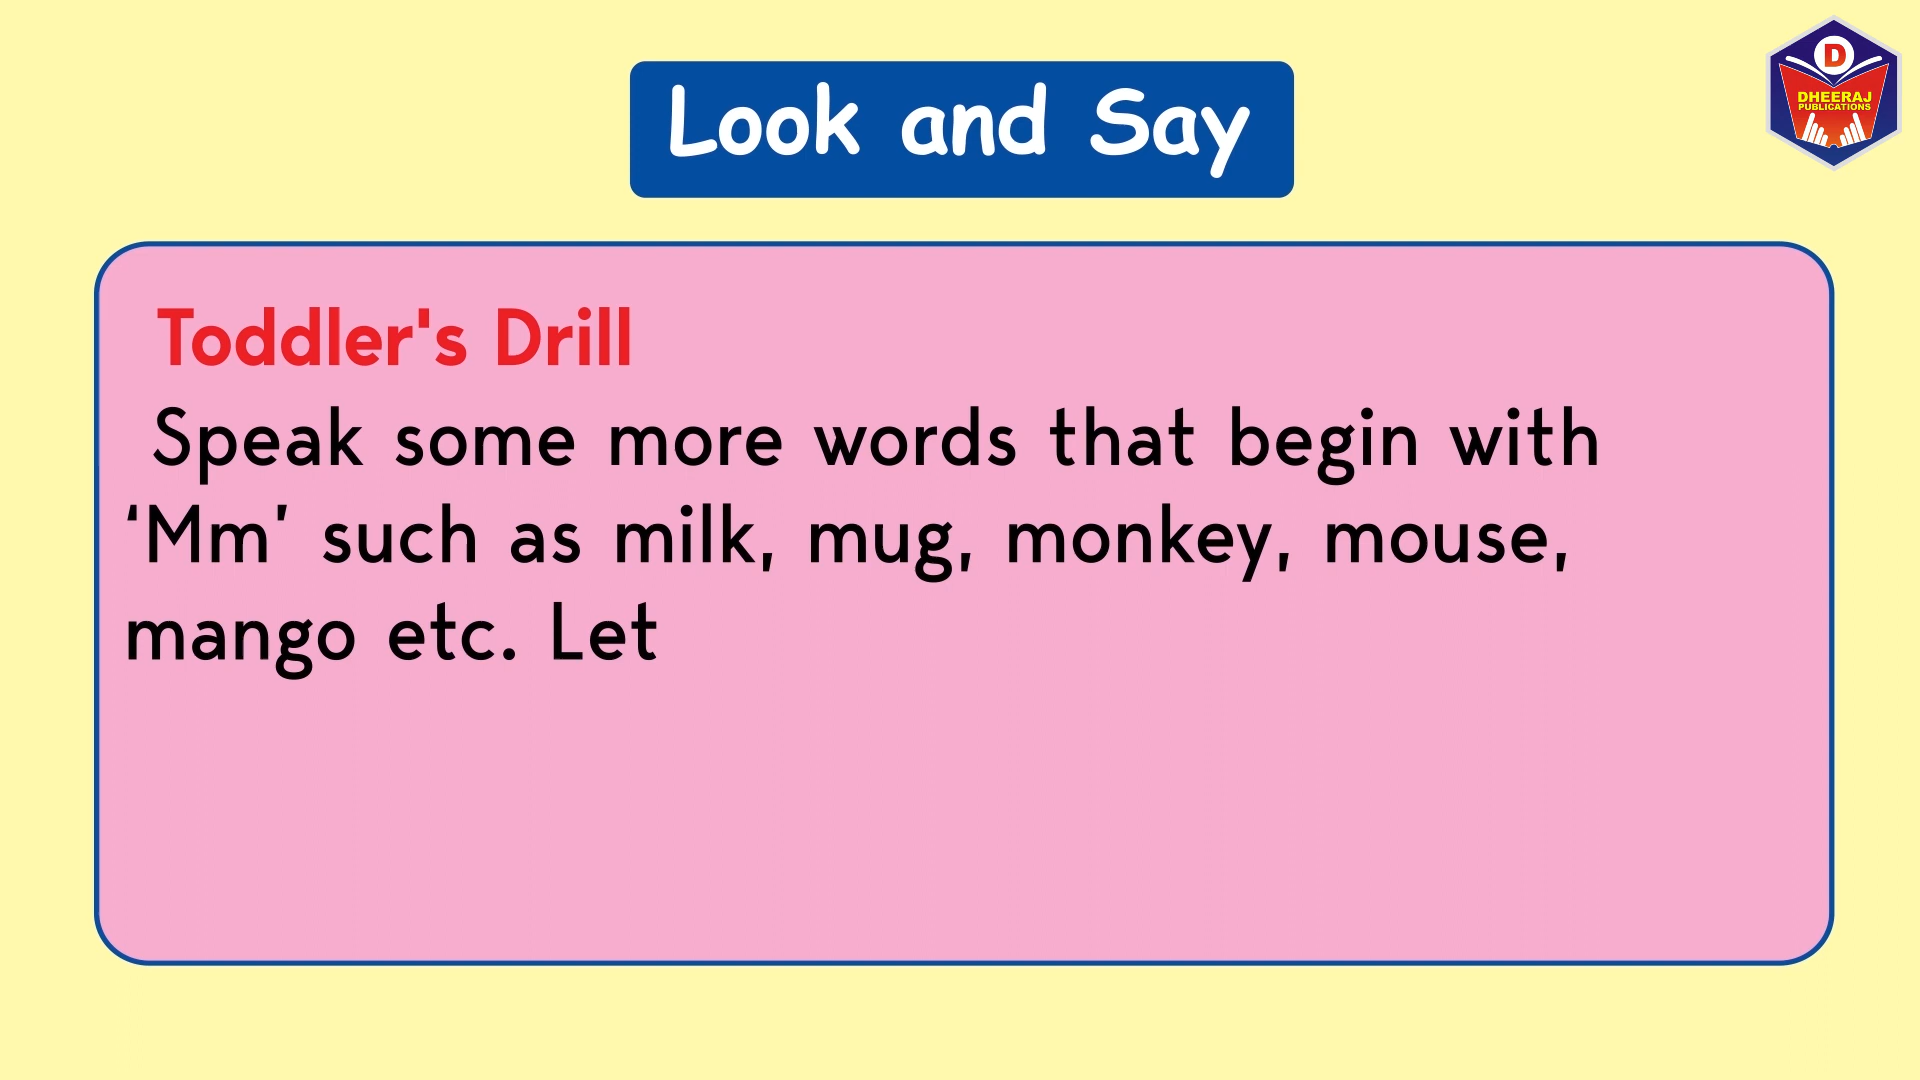 Look and Say
D
DHEERAJ
PUBLICATIONS
Toddler's Drill
Speak some more words that begin with
‘Mm’ such as milk, mug, monkey, mouse,
mango etc. Let